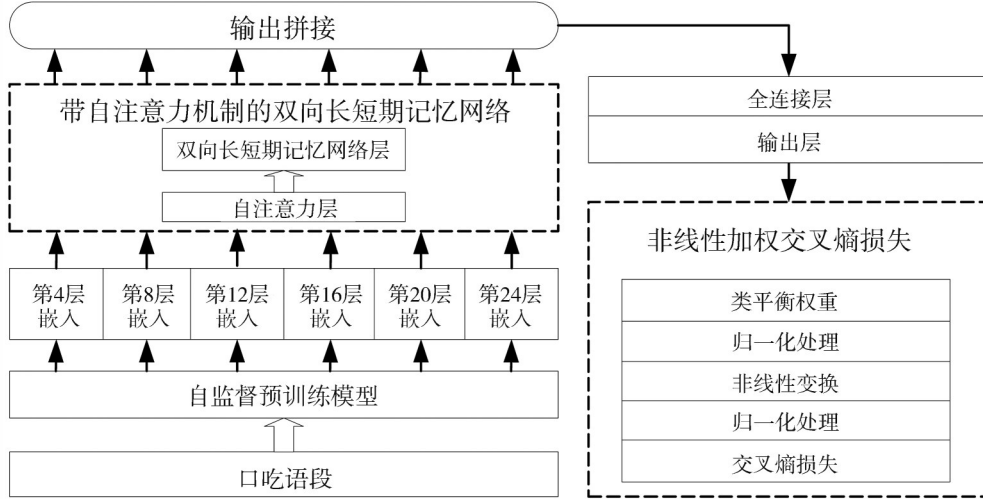 输出拼接
带自注意力机制的双向长短期记忆网络
双向长短期记忆网络层
自注意力层
第4层
嵌入
第8层
嵌入
第12层
嵌入
第16层
嵌入
第20层
嵌入
第24层
嵌入
自监督预训练模型
口吃语段
全连接层
输出层
非线性加权交叉熵损失
类平衡权重
归一化处理
非线性变换
归一化处理
交叉熵损失